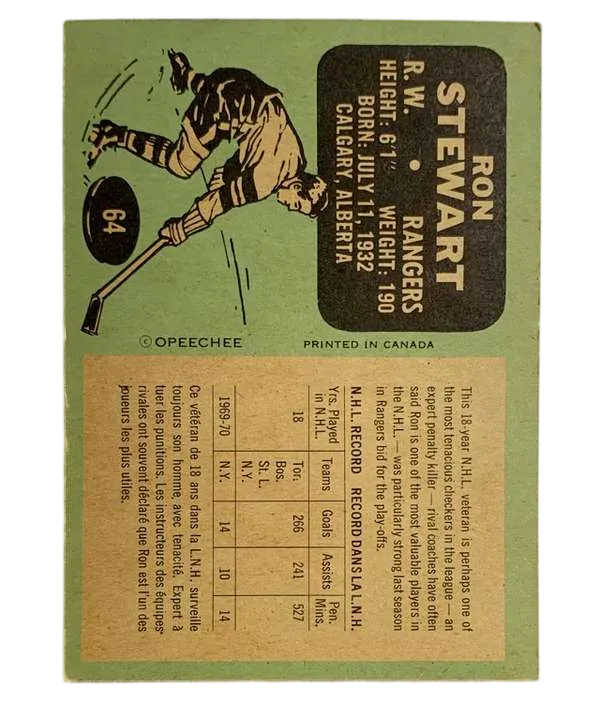 RON
STEWART
R. W. • RANGERS
HEIGHT: 6'1" WEIGHT: 190
BORN: JULY 11, 1932
CALGARY, ALBERTA
64
© OPEECHEE
PRINTED IN CANADA
This 18-year N.H.L. veteran is perhaps one of
the most tenacious checkers in the league — an
expert penalty killer — rival coaches have often
said Ron is one of the most valuable players in
the N.H.L. — was particularly strong last season
in Rangers bid for the play-offs.
N.H.L. RECORD RECORD DANS LA L.N.H.
Yrs. Played in N.H.L. Teams Goals Assists Pen. Mins.
18 Tor. 266 241 527
Bos.
St. L.
N.Y.
1969-70 N.Y. 14 10 14
Ce vétéran de 18 ans dans la L.N.H. surveille
toujours son homme avec tenacité. Expert à
tuer les punitions. Les instructeurs des équipes
rivales ont souvent déclaré que Ron est l'un des
joueurs les plus utiles.